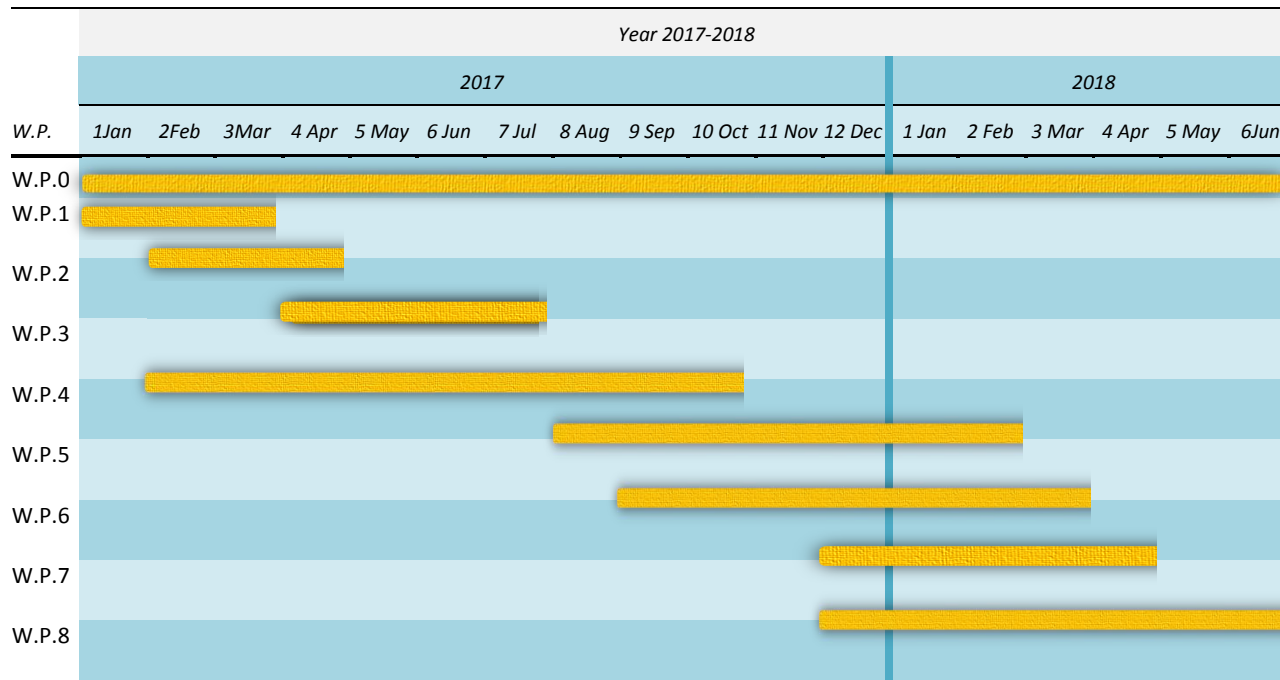 Year 2017-2018
2017 2018
W.P. 1Jan 2Feb 3Mar 4 Apr 5 May 6 Jun 7 Jul 8 Aug 9 Sep 10 Oct 11 Nov 12 Dec 1 Jan 2 Feb 3 Mar 4 Apr 5 May 6Jun
W.P.0
W.P.1
W.P.2
W.P.3
W.P.4
W.P.5
W.P.6
W.P.7
W.P.8